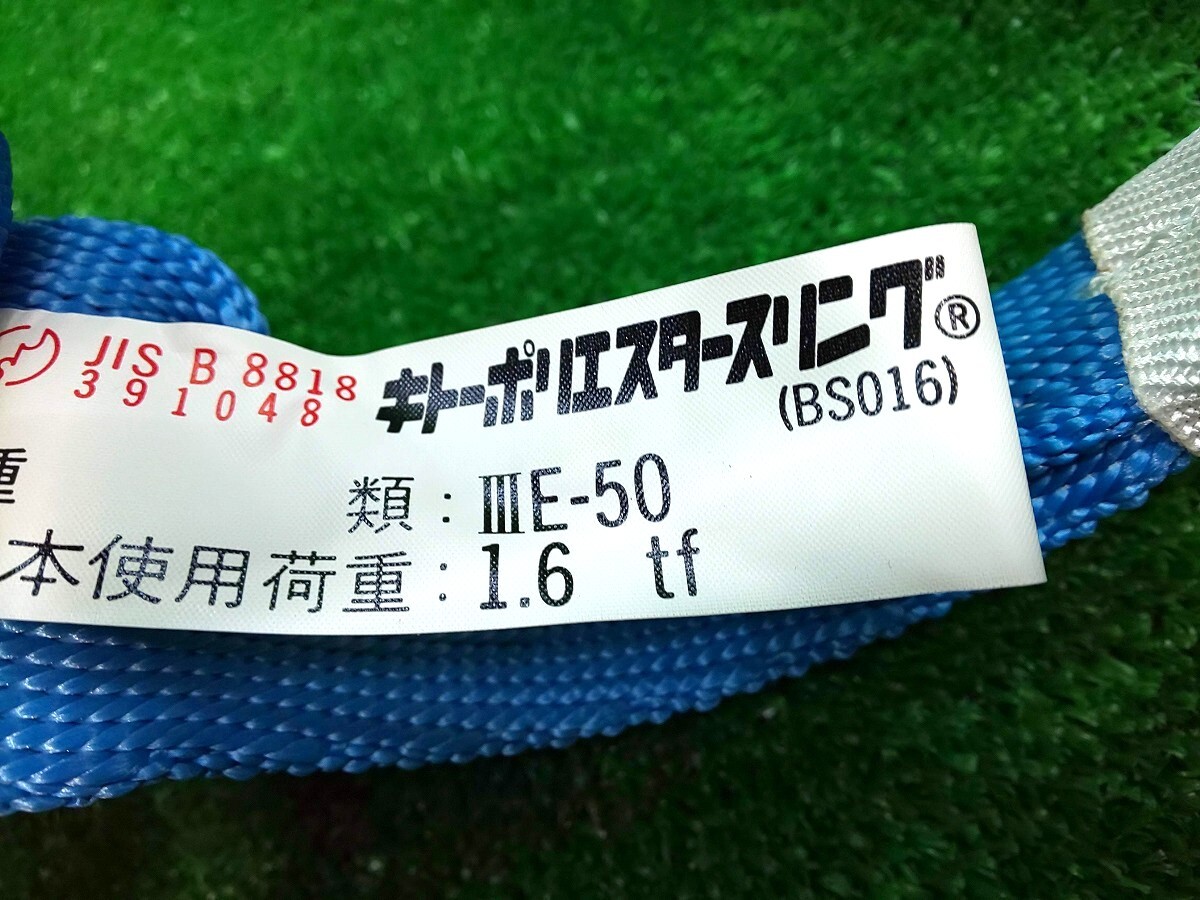 JIS B 8818
391048
キトーポリエスタースリング®
(BS016)
種 類 : ⅢE-50
本使用荷重 : 1.6 tf